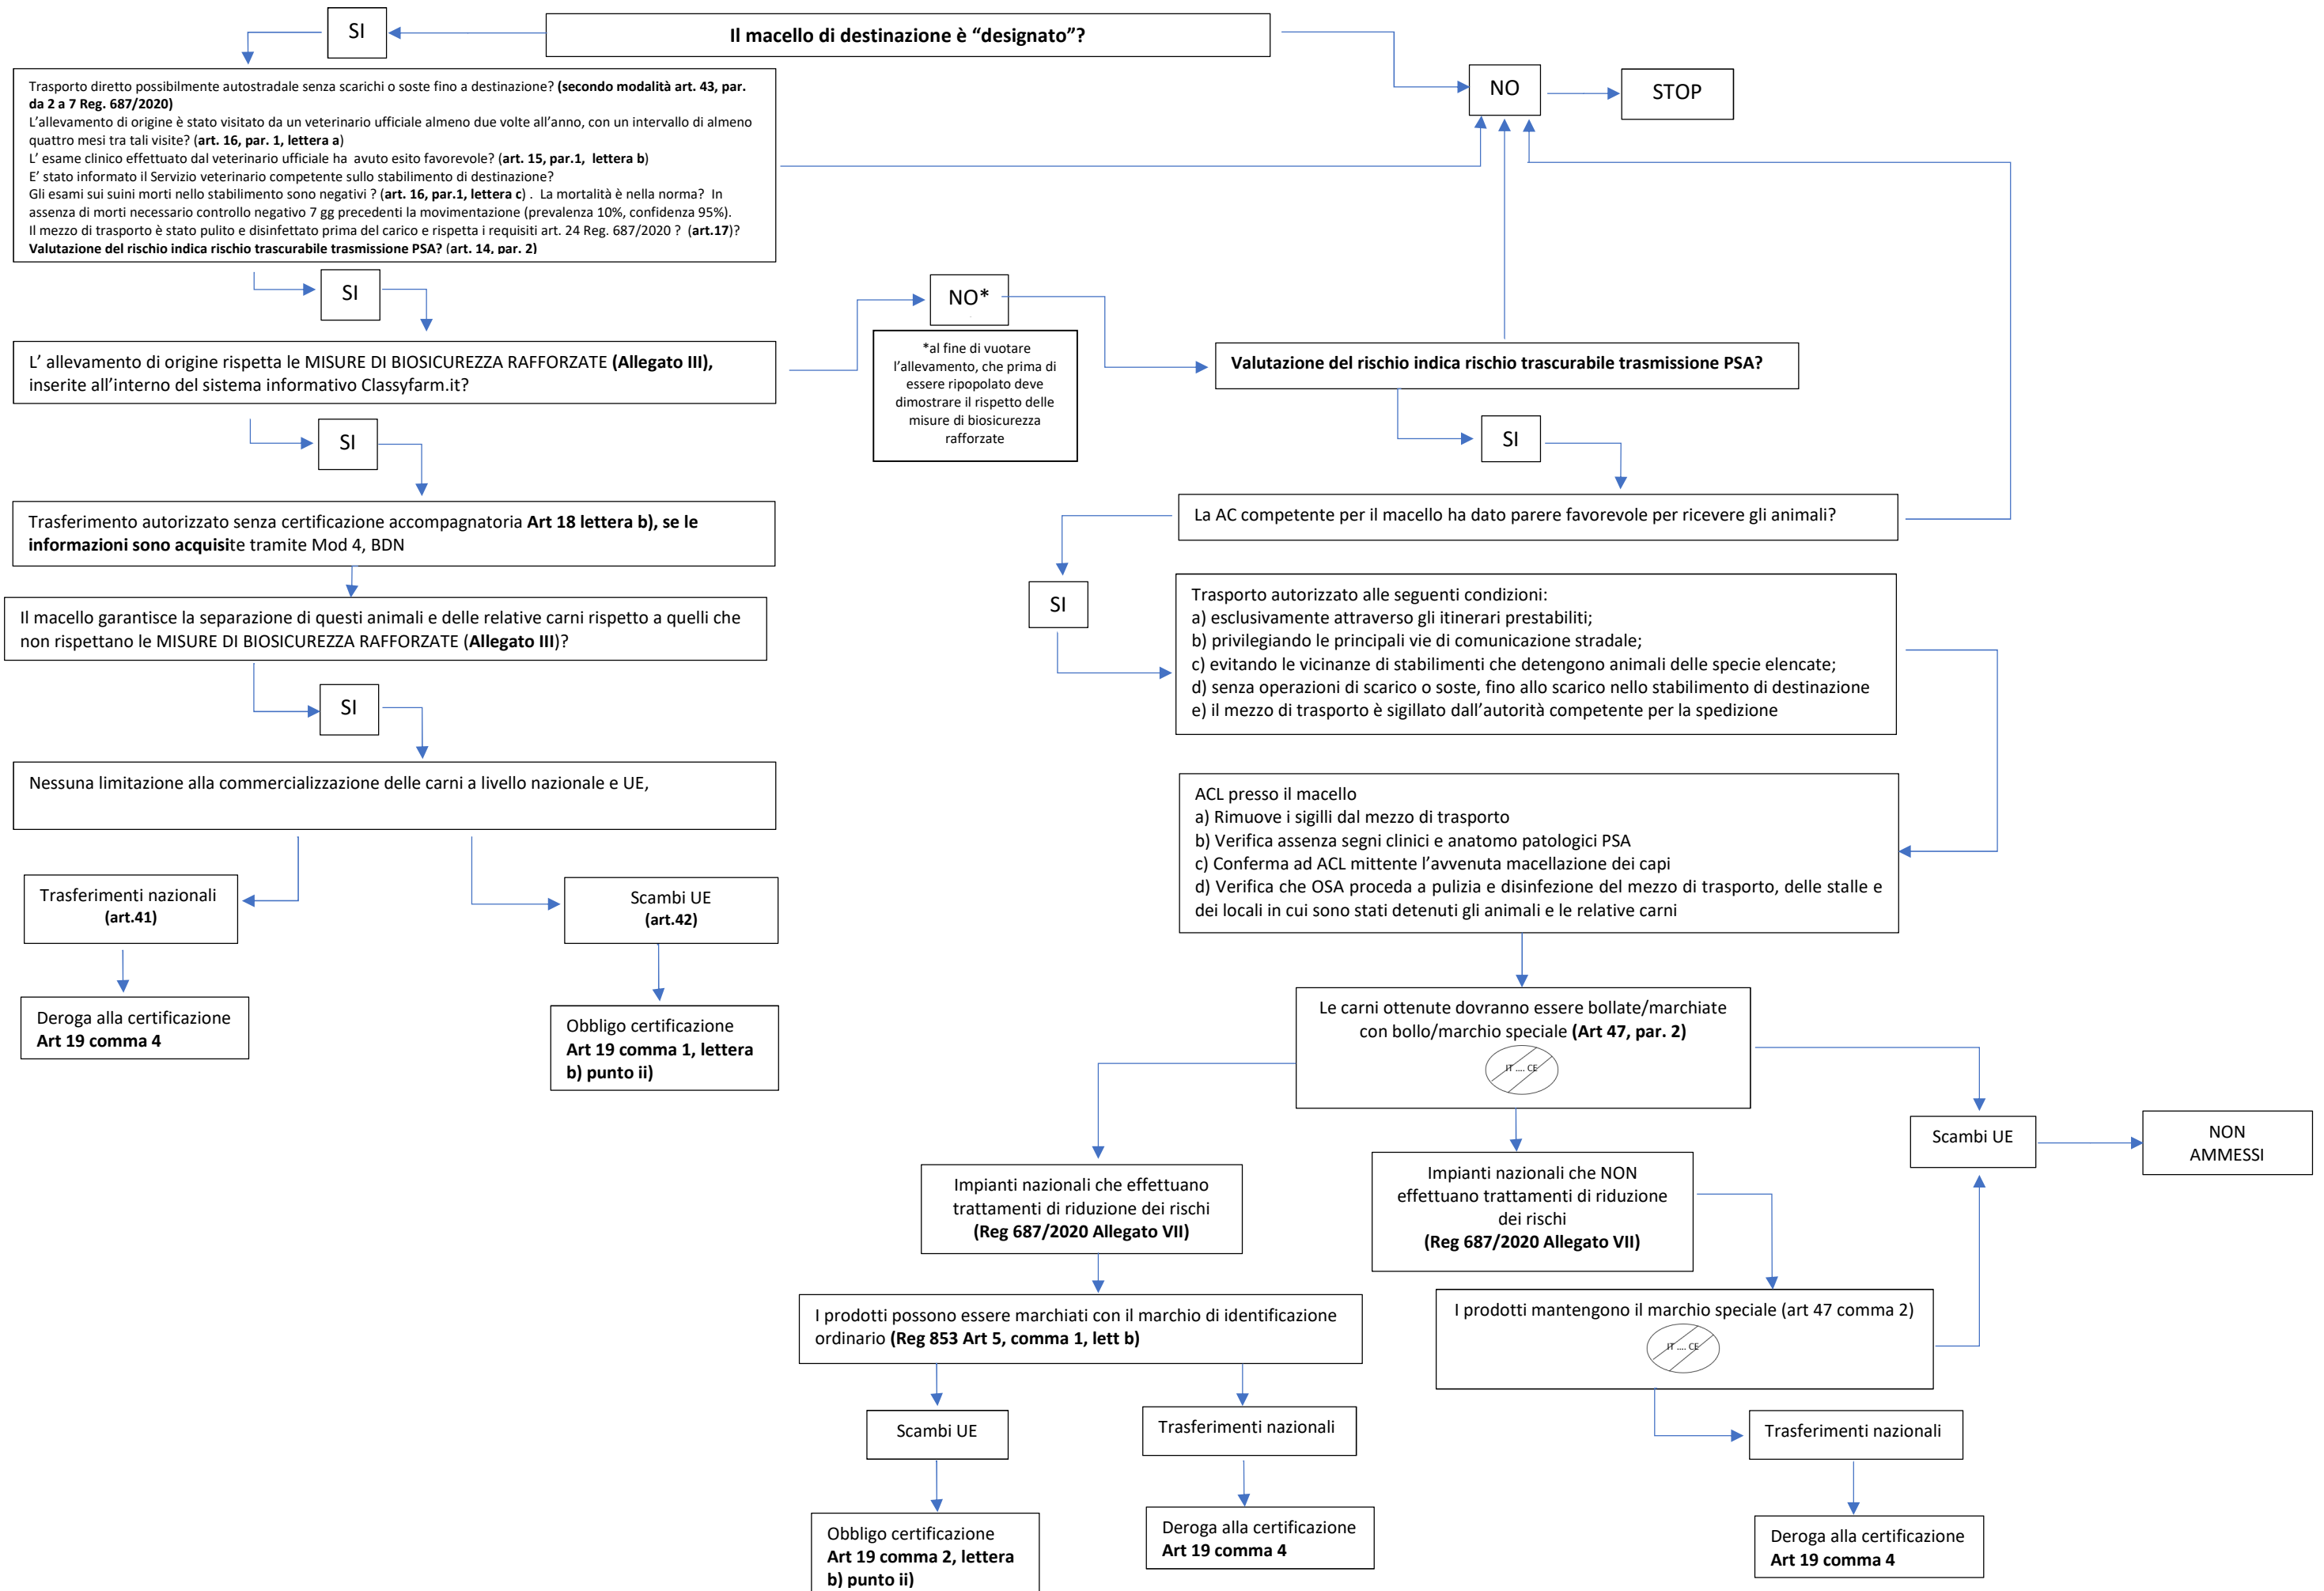 SI
Il macello di destinazione è “designato”?
NO
STOP
Trasporto diretto possibilmente autostradale senza scarichi o soste fino a destinazione? (secondo modalità art. 43, par.
da 2 a 7 Reg. 687/2020)
L’allevamento di origine è stato visitato da un veterinario ufficiale almeno due volte all’anno, con un intervallo di almeno
quattro mesi tra tali visite? (art. 16, par. 1, lettera a)
L’ esame clinico effettuato dal veterinario ufficiale ha avuto esito favorevole? (art. 15, par.1, lettera b)
E’ stato informato il Servizio veterinario competente sullo stabilimento di destinazione?
Gli esami sui suini morti nello stabilimento sono negativi ? (art. 16, par.1, lettera c) . La mortalità è nella norma? In
assenza di morti necessario controllo negativo 7 gg precedenti la movimentazione (prevalenza 10%, confidenza 95%).
Il mezzo di trasporto è stato pulito e disinfettato prima del carico e rispetta i requisiti art. 24 Reg. 687/2020 ? (art.17)?
Valutazione del rischio indica rischio trascurabile trasmissione PSA? (art. 14, par. 2)
SI
NO*
L’ allevamento di origine rispetta le MISURE DI BIOSICUREZZA RAFFORZATE (Allegato III),
inserite all’interno del sistema informativo Classyfarm.it?
*al fine di vuotare
l’allevamento, che prima di
essere ripopolato deve
dimostrare il rispetto delle
misure di biosicurezza
rafforzate
Valutazione del rischio indica rischio trascurabile trasmissione PSA?
SI
SI
Trasferimento autorizzato senza certificazione accompagnatoria Art 18 lettera b), se le
informazioni sono acquisite tramite Mod 4, BDN
La AC competente per il macello ha dato parere favorevole per ricevere gli animali?
SI
Il macello garantisce la separazione di questi animali e delle relative carni rispetto a quelli che
non rispettano le MISURE DI BIOSICUREZZA RAFFORZATE (Allegato III)?
Trasporto autorizzato alle seguenti condizioni:
a) esclusivamente attraverso gli itinerari prestabiliti;
b) privilegiando le principali vie di comunicazione stradale;
c) evitando le vicinanze di stabilimenti che detengono animali delle specie elencate;
d) senza operazioni di scarico o soste, fino allo scarico nello stabilimento di destinazione
e) il mezzo di trasporto è sigillato dall’autorità competente per la spedizione
SI
Nessuna limitazione alla commercializzazione delle carni a livello nazionale e UE,
ACL presso il macello
a) Rimuove i sigilli dal mezzo di trasporto
b) Verifica assenza segni clinici e anatomo patologici PSA
c) Conferma ad ACL mittente l’avvenuta macellazione dei capi
d) Verifica che OSA proceda a pulizia e disinfezione del mezzo di trasporto, delle stalle e
dei locali in cui sono stati detenuti gli animali e le relative carni
Trasferimenti nazionali
(art.41)
Scambi UE
(art.42)
Deroga alla certificazione
Art 19 comma 4
Obbligo certificazione
Art 19 comma 1, lettera
b) punto ii)
Le carni ottenute dovranno essere bollate/marchiate
con bollo/marchio speciale (Art 47, par. 2)
IT .... CE
Scambi UE
NON
AMMESSI
Impianti nazionali che effettuano
trattamenti di riduzione dei rischi
(Reg 687/2020 Allegato VII)
Impianti nazionali che NON
effettuano trattamenti di riduzione
dei rischi
(Reg 687/2020 Allegato VII)
I prodotti possono essere marchiati con il marchio di identificazione
ordinario (Reg 853 Art 5, comma 1, lett b)
I prodotti mantengono il marchio speciale (art 47 comma 2)
IT .... CE
Scambi UE
Trasferimenti nazionali
Trasferimenti nazionali
Obbligo certificazione
Art 19 comma 2, lettera
b) punto ii)
Deroga alla certificazione
Art 19 comma 4
Deroga alla certificazione
Art 19 comma 4